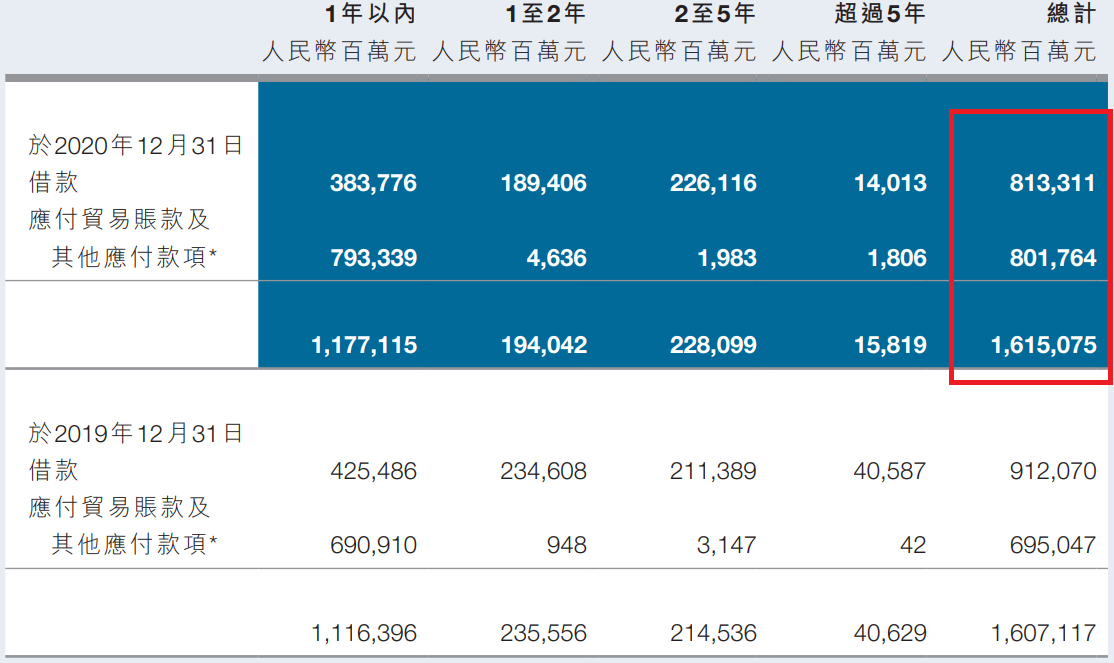 1年以內 1至2年 2至5年 超過5年 總計
人民幣百萬元 人民幣百萬元 人民幣百萬元 人民幣百萬元 人民幣百萬元
於2020年12月31日
借款 383,776 189,406 226,116 14,013 813,311
應付貿易賬款及
其他應付款項* 793,339 4,636 1,983 1,806 801,764
1,177,115 194,042 228,099 15,819 1,615,075
於2019年12月31日
借款 425,486 234,608 211,389 40,587 912,070
應付貿易賬款及
其他應付款項* 690,910 948 3,147 42 695,047
1,116,396 235,556 214,536 40,629 1,607,117